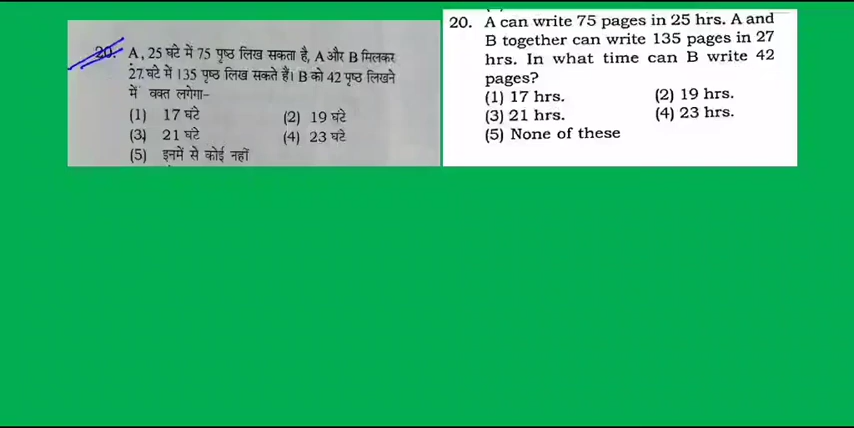 20. A, 25 घंटे में 75 पृष्ठ लिख सकता है, A और B मिलकर
27 घंटे में 135 पृष्ठ लिख सकते हैं। B को 42 पृष्ठ लिखने
में वक्त लगेगा–
(1) 17 घंटे (2) 19 घंटे
(3) 21 घंटे (4) 23 घंटे
(5) इनमें से कोई नहीं
20. A can write 75 pages in 25 hrs. A and
B together can write 135 pages in 27
hrs. In what time can B write 42
pages?
(1) 17 hrs. (2) 19 hrs.
(3) 21 hrs. (4) 23 hrs.
(5) None of these